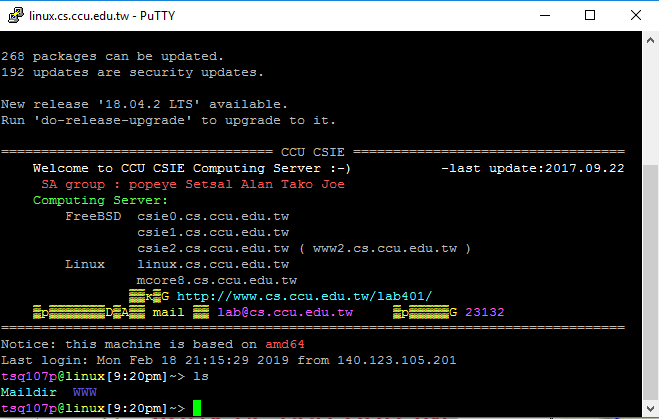 linux.cs.ccu.edu.tw - PuTTY
268 packages can be updated.
192 updates are security updates.
New release '18.04.2 LTS' available.
Run 'do-release-upgrade' to upgrade to it.
================================== CCU CSIE ==================================
Welcome to CCU CSIE Computing Server :-) -last update:2017.09.22
SA group : popeye Setsal Alan Tako Joe
Computing Server:
FreeBSD csie0.cs.ccu.edu.tw
csie1.cs.ccu.edu.tw
csie2.cs.ccu.edu.tw ( www2.cs.ccu.edu.tw )
Linux linux.cs.ccu.edu.tw
mcore8.cs.ccu.edu.tw
http://www.cs.ccu.edu.tw/lab401/
mail lab@cs.ccu.edu.tw 23132
==============================================================================
Notice: this machine is based on amd64
Last login: Mon Feb 18 21:15:29 2019 from 140.123.105.201
tsq107p@linux[9:20pm]~> ls
Maildir WWW
tsq107p@linux[9:20pm]~>